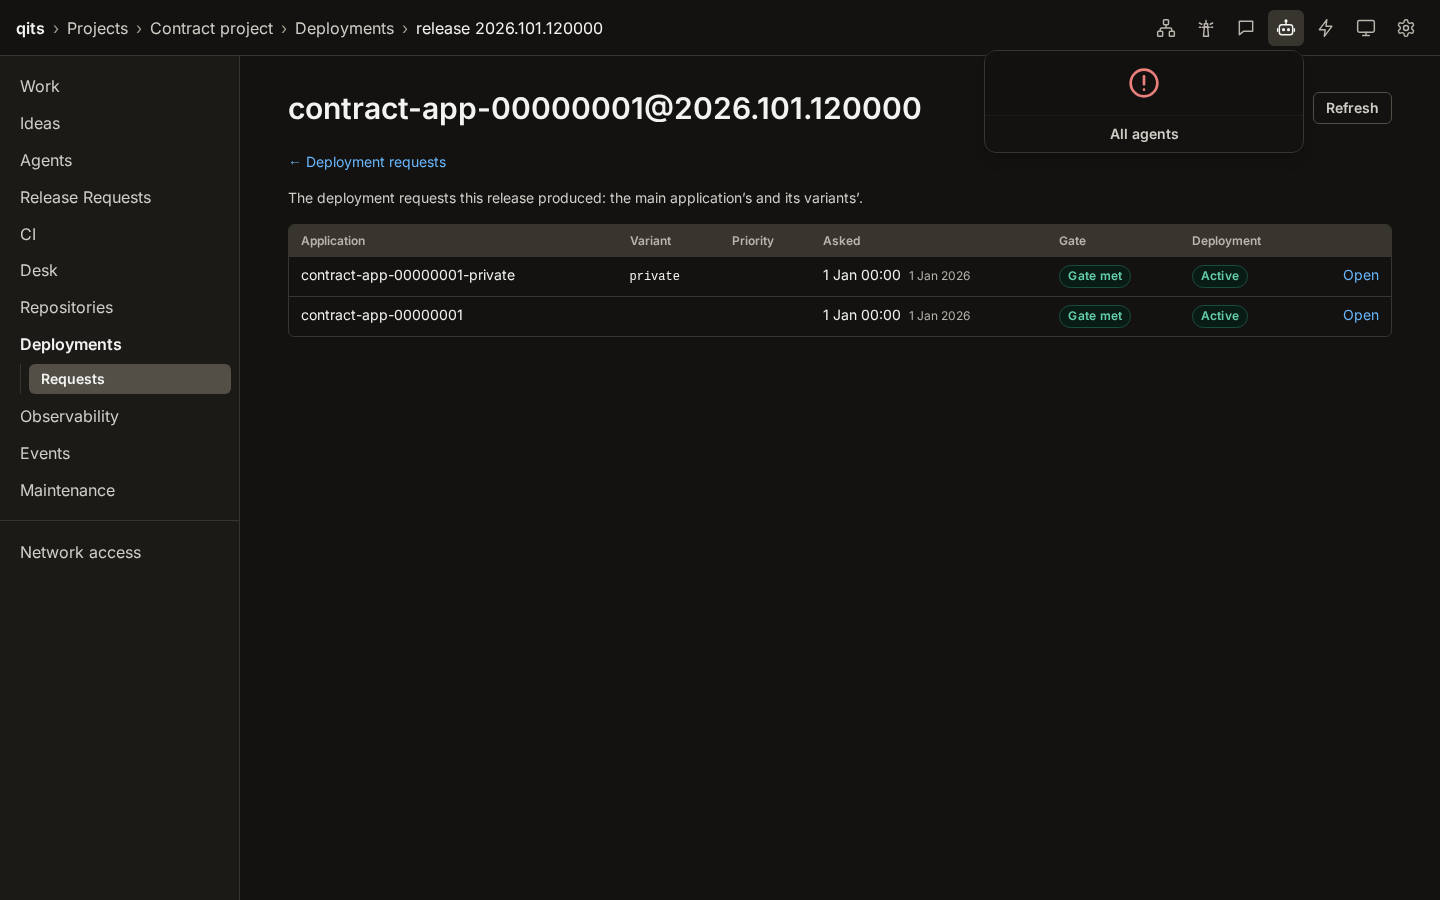 qits › Projects › Contract project › Deployments › release 2026.101.120000
Work
Ideas
Agents
Release Requests
CI
Desk
Repositories
Deployments
Requests
Observability
Events
Maintenance
Network access
contract-app-00000001@2026.101.120000
All agents
Refresh
← Deployment requests
The deployment requests this release produced: the main application’s and its variants’.
Application Variant Priority Asked Gate Deployment
contract-app-00000001-private private 1 Jan 00:00 1 Jan 2026 Gate met Active Open
contract-app-00000001 1 Jan 00:00 1 Jan 2026 Gate met Active Open